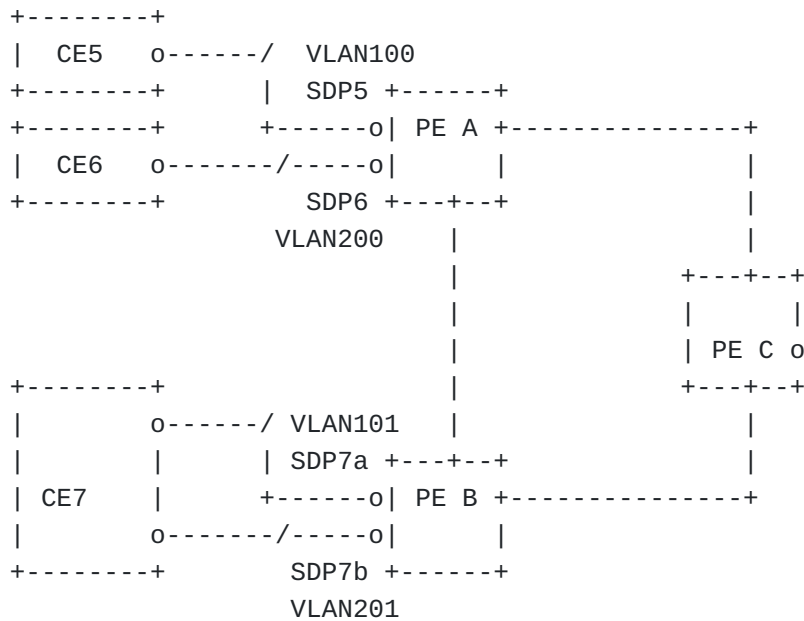 CE5 VLAN100
SDP5
PE A
CE6
SDP6
VLAN200
PE C
VLAN101
SDP7a
CE7 PE B
SDP7b
VLAN201